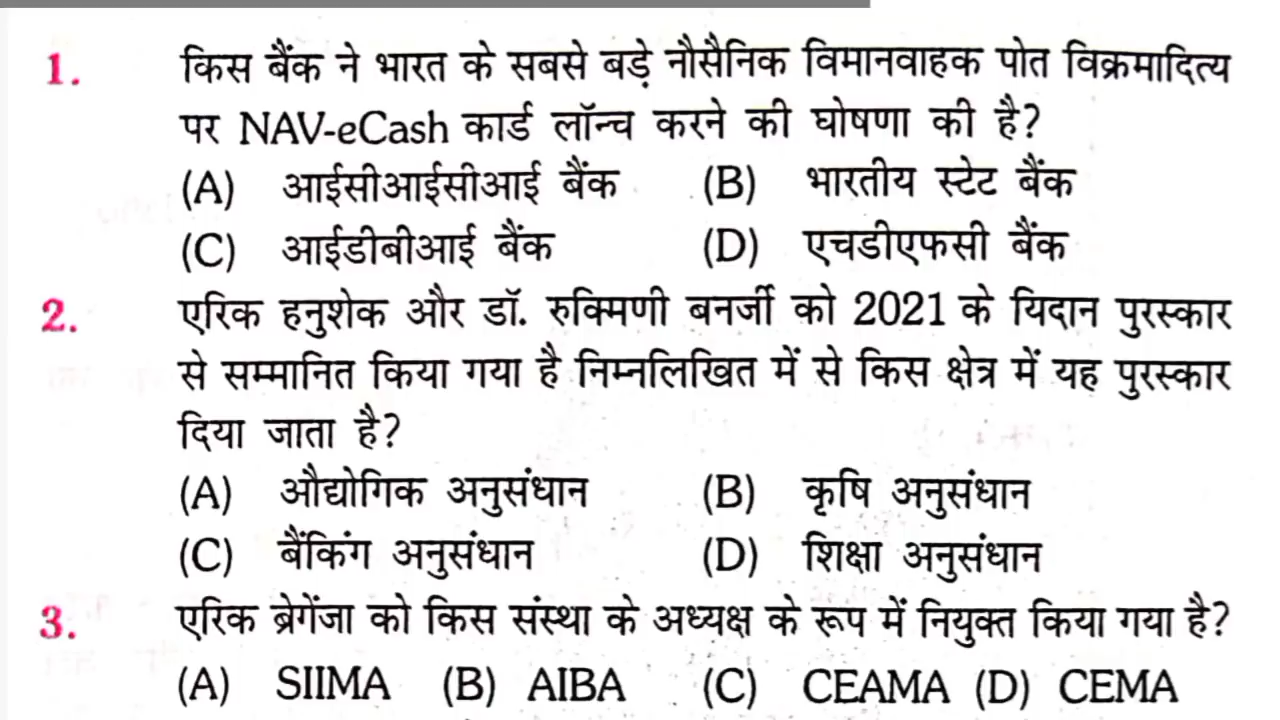 1. किस बैंक ने भारत के सबसे बड़े नौसैनिक विमानवाहक पोत विक्रमादित्य
पर NAV-eCash कार्ड लॉन्च करने की घोषणा की है?
(A) आईसीआईसीआई बैंक (B) भारतीय स्टेट बैंक
(C) आईडीबीआई बैंक (D) एचडीएफसी बैंक
2. एरिक हनुशेक और डॉ. रुक्मिणी बनर्जी को 2021 के यिदान पुरस्कार
से सम्मानित किया गया है निम्नलिखित में से किस क्षेत्र में यह पुरस्कार
दिया जाता है?
(A) औद्योगिक अनुसंधान (B) कृषि अनुसंधान
(C) बैंकिंग अनुसंधान (D) शिक्षा अनुसंधान
3. एरिक ब्रेगेंजा को किस संस्था के अध्यक्ष के रूप में नियुक्त किया गया है?
(A) SIIMA (B) AIBA (C) CEAMA (D) CEMA